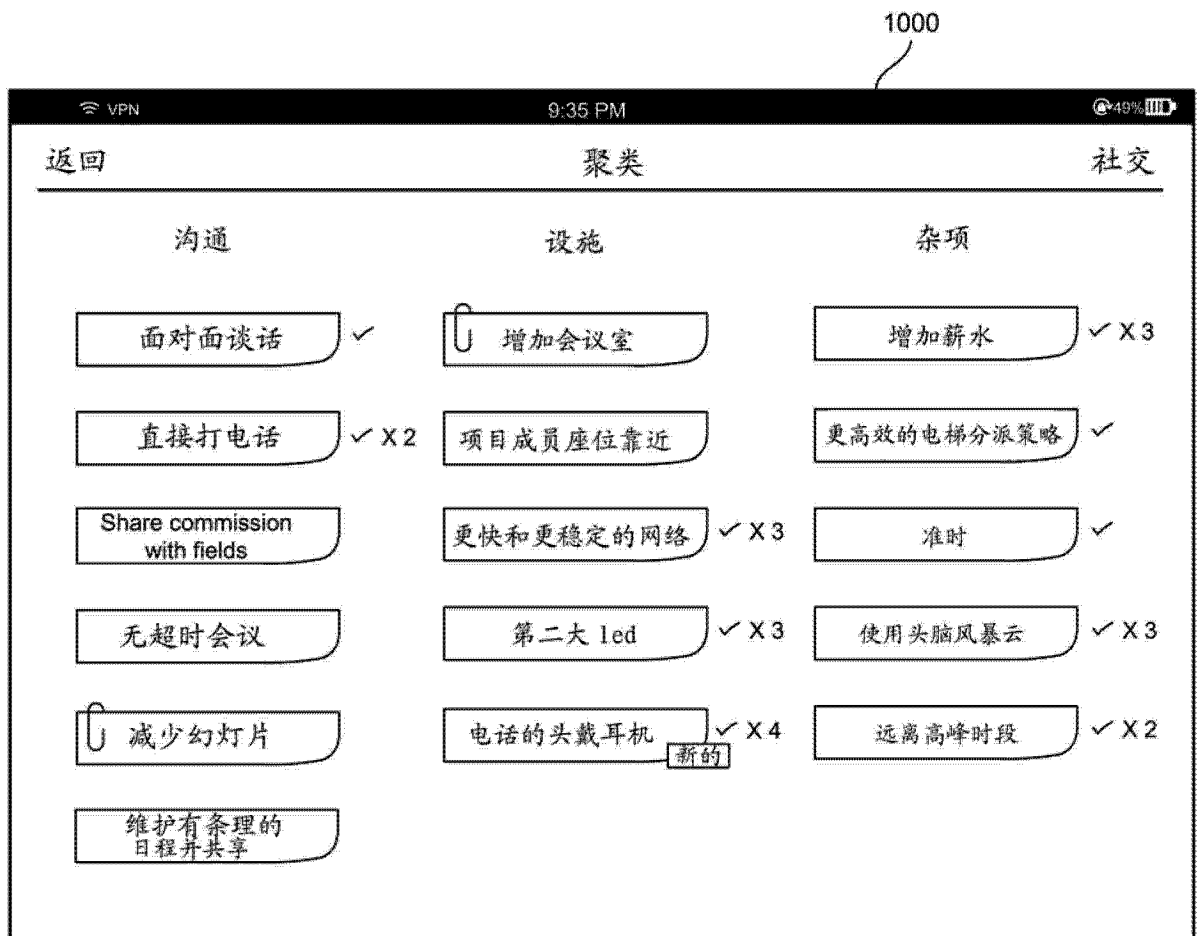 1000
VPN 9:35 PM 49%
返回 聚类 社交
沟通 设施 杂项
面对面谈话 ✓ 增加会议室 增加薪水 ✓ X 3
直接打电话 ✓ X 2 项目成员座位靠近 更高效的电梯分派策略 ✓
Share commission
with fields
更快和更稳定的网络 ✓ X 3 准时 ✓
无超时会议 第二大 led ✓ X 3 使用头脑风暴云 ✓ X 3
减少幻灯片 电话的头戴耳机 ✓ X 4 远离高峰时段 ✓ X 2
新的
维护有条理的
日程并共享